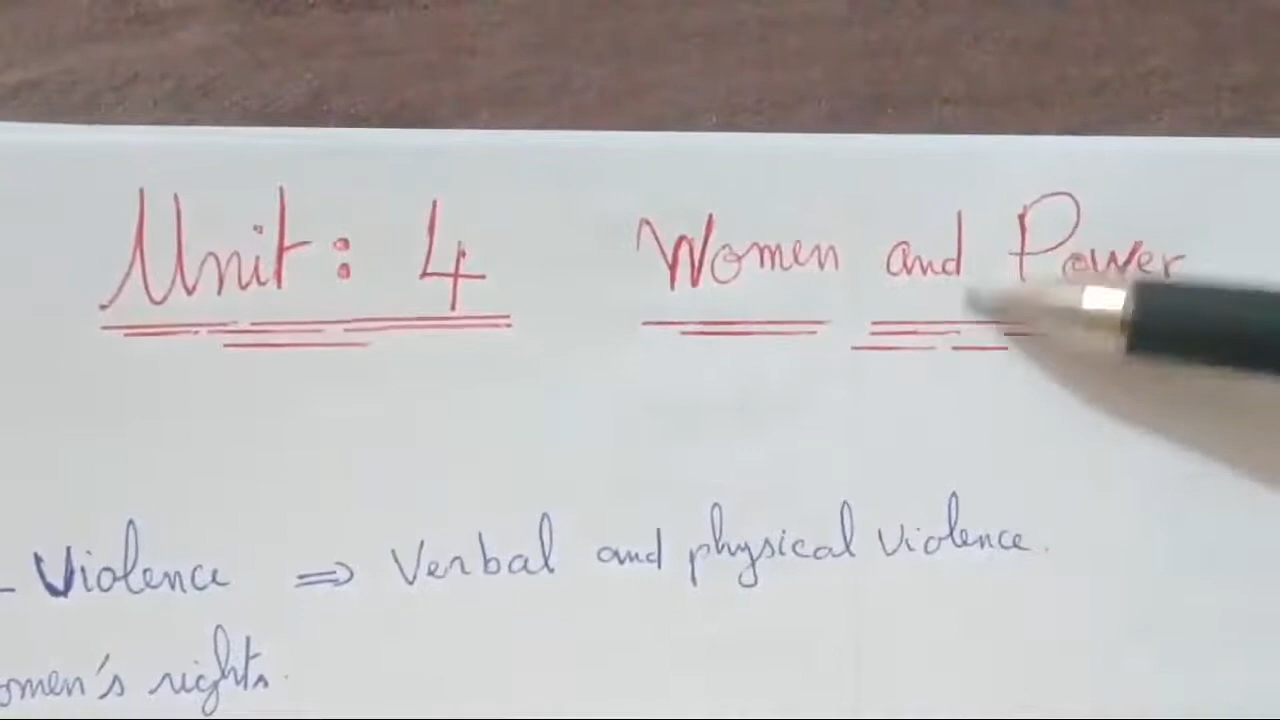 Unit: 4 Women and Power
- Violence ⇒ Verbal and physical violence.
omen's rights.